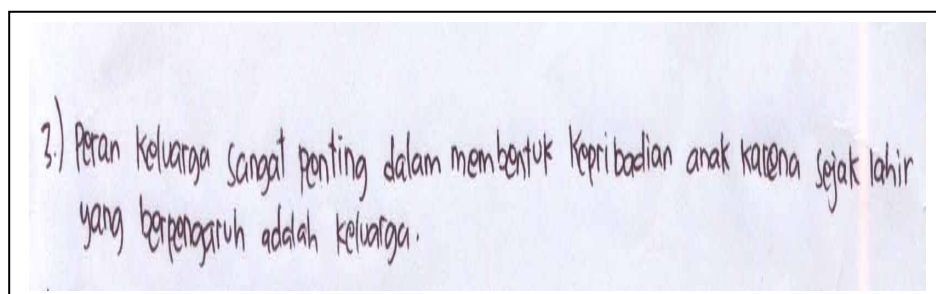 3.) Peran keluarga sangat penting dalam membentuk kepribadian anak karena sejak lahir
yang berpengaruh adalah keluarga.